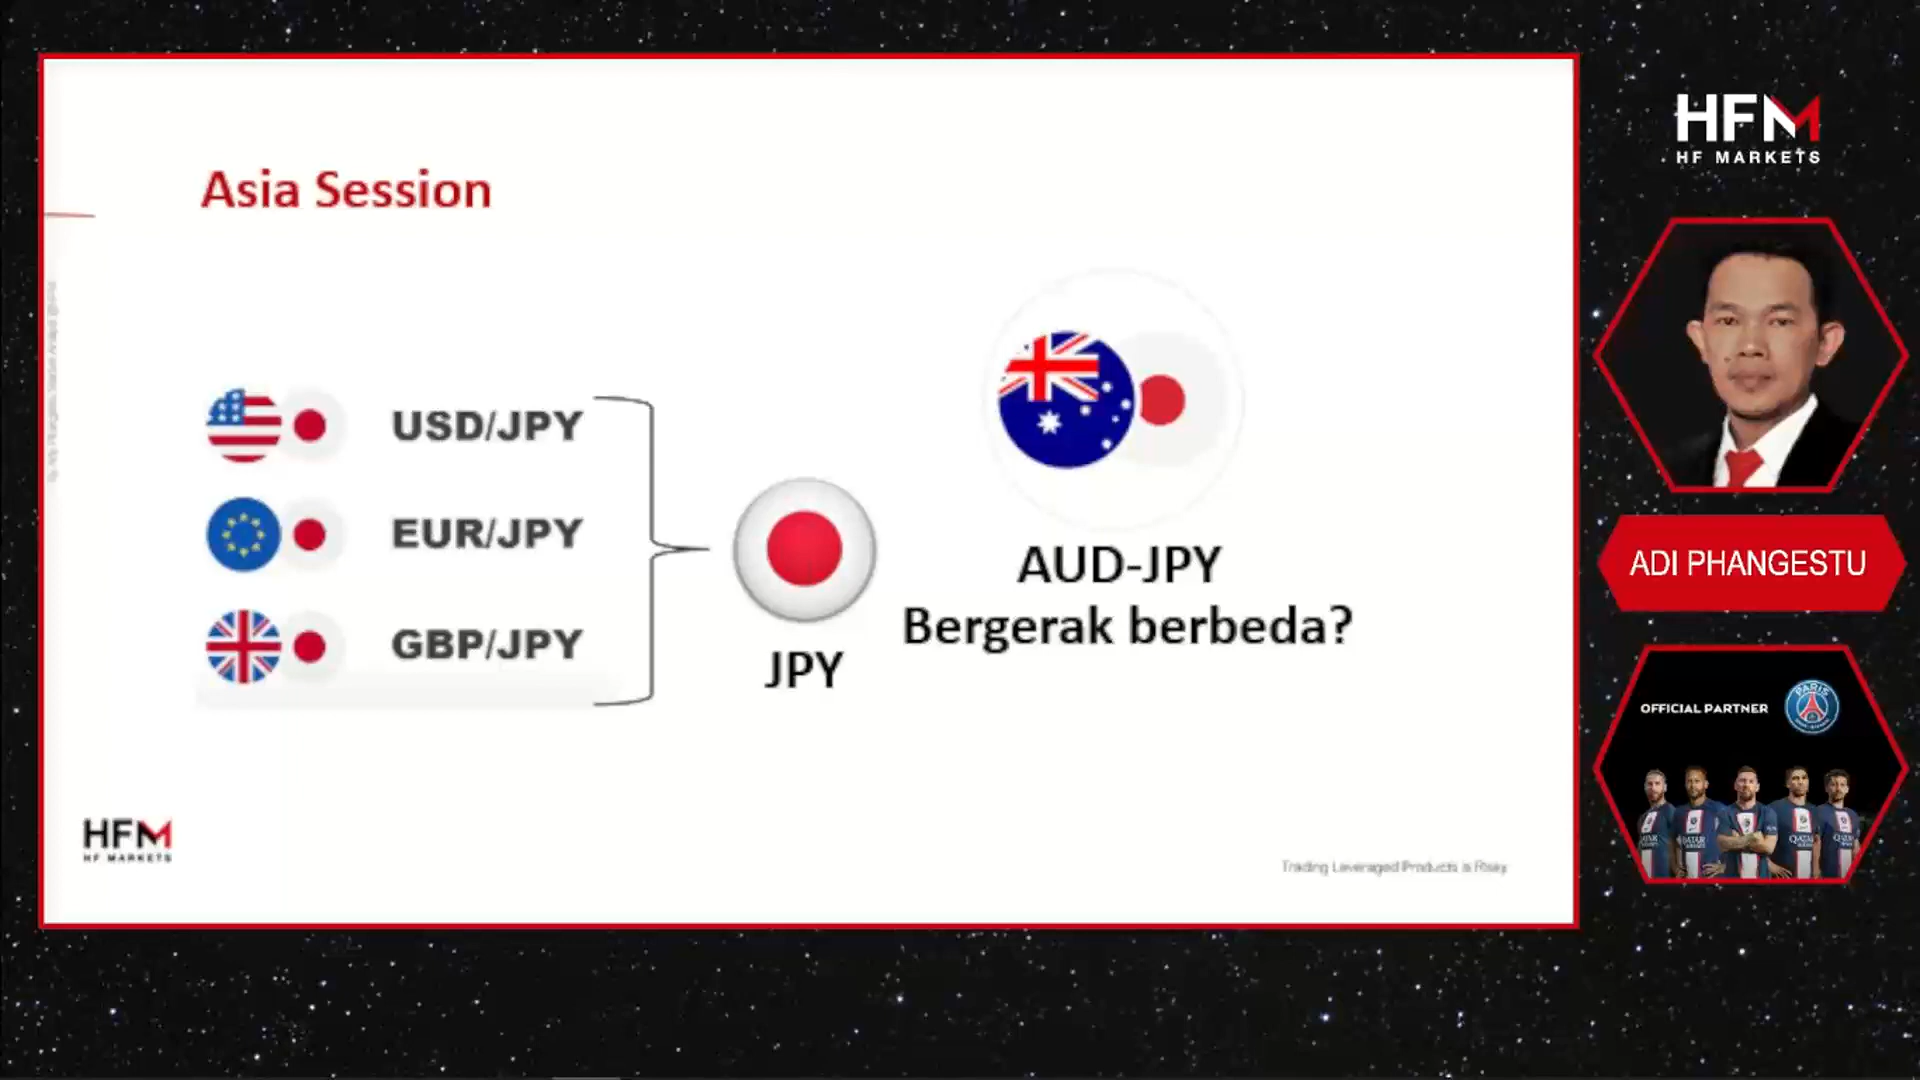 Asia Session
USD/JPY
EUR/JPY
GBP/JPY
JPY
AUD-JPY
Bergerak berbeda?
HFM
HF MARKETS
Trading Leveraged Products is Risky
HFM
HF MARKETS
ADI PHANGESTU
OFFICIAL PARTNER
PARIS